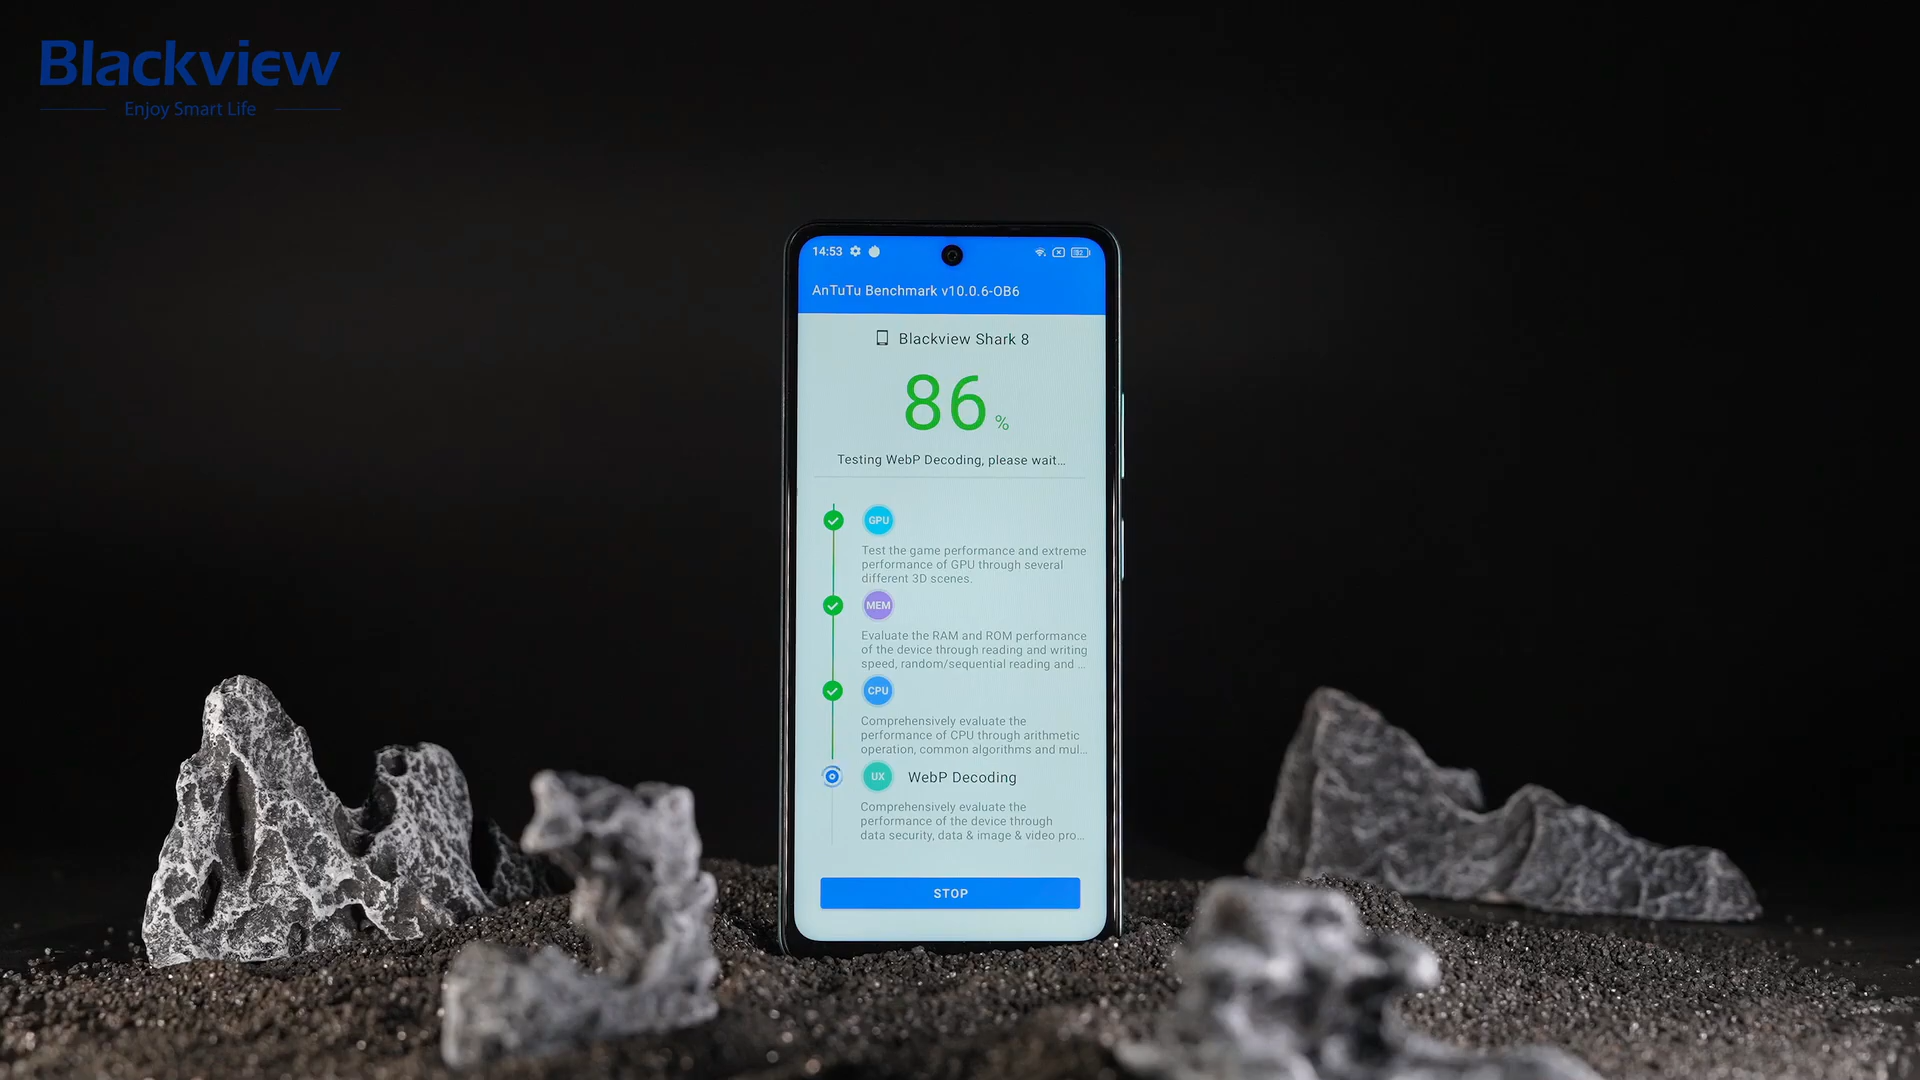 Blackview
Enjoy Smart Life
14:53
AnTuTu Benchmark v10.0.6-OB6
Blackview Shark 8
86 %
Testing WebP Decoding, please wait...
GPU
Test the game performance and extreme
performance of GPU through several
different 3D scenes.
MEM
Evaluate the RAM and ROM performance
of the device through reading and writing
speed, random/sequential reading and ...
CPU
Comprehensively evaluate the
performance of CPU through arithmetic
operation, common algorithms and mul...
UX WebP Decoding
Comprehensively evaluate the
performance of the device through
data security, data & image & video pro...
STOP